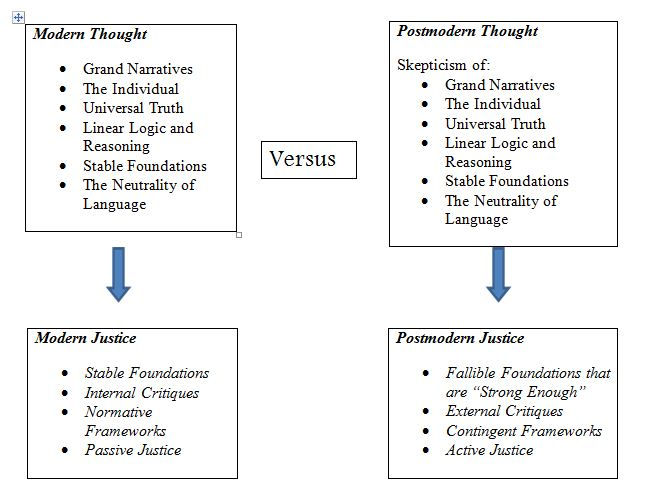 Modern Thought
• Grand Narratives
• The Individual
• Universal Truth
• Linear Logic and
Reasoning
• Stable Foundations
• The Neutrality of
Language
Versus
Postmodern Thought
Skepticism of:
• Grand Narratives
• The Individual
• Universal Truth
• Linear Logic and
Reasoning
• Stable Foundations
• The Neutrality of
Language
Modern Justice
• Stable Foundations
• Internal Critiques
• Normative
Frameworks
• Passive Justice
Postmodern Justice
• Fallible Foundations that
are “Strong Enough”
• External Critiques
• Contingent Frameworks
• Active Justice